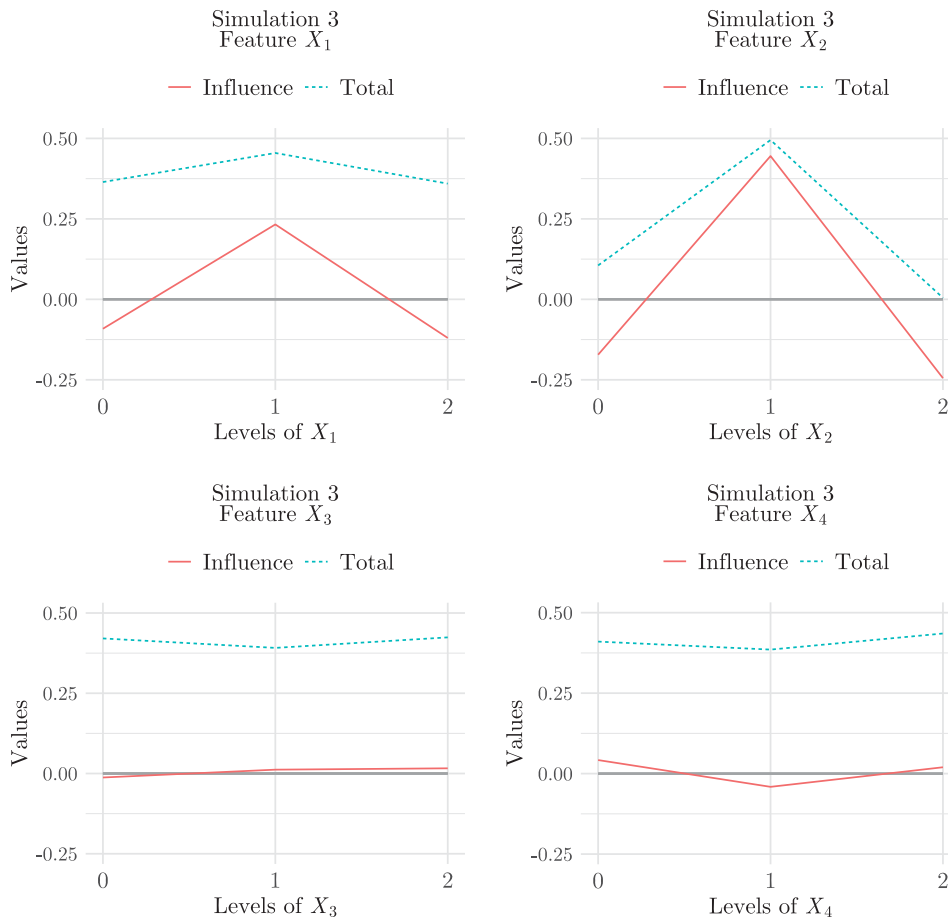 Simulation 3
Feature X₁
Influence Total
0.50
0.25
0.00
-0.25
Values
0 1 2
Levels of X₁
Simulation 3
Feature X₂
Influence Total
0.50
0.25
0.00
-0.25
Values
0 1 2
Levels of X₂
Simulation 3
Feature X₃
Influence Total
0.50
0.25
0.00
-0.25
Values
0 1 2
Levels of X₃
Simulation 3
Feature X₄
Influence Total
0.50
0.25
0.00
-0.25
Values
0 1 2
Levels of X₄